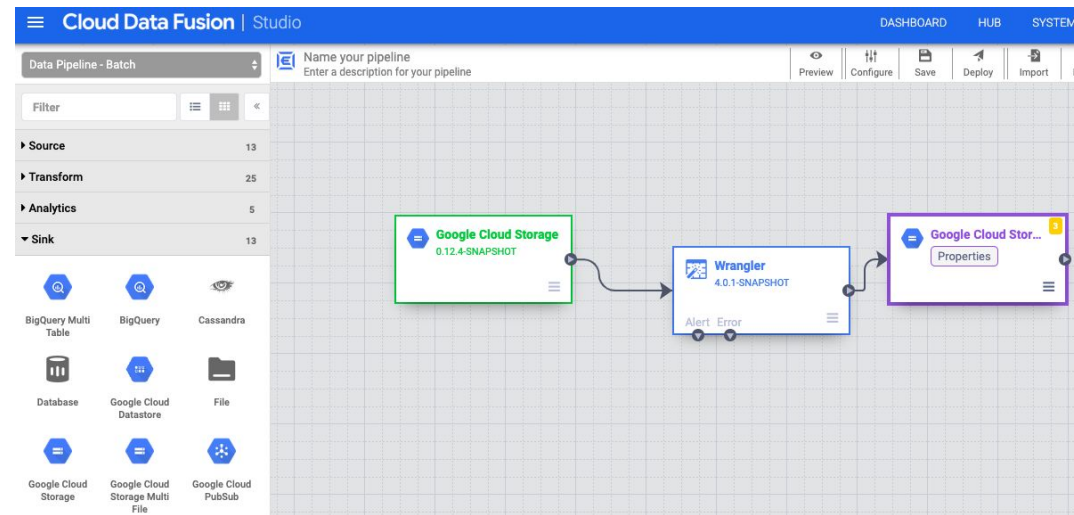 Cloud Data Fusion | Studio
DASHBOARD
HUB
SYSTEM
Data Pipeline - Batch
Name your pipeline
Enter a description for your pipeline
Preview
Configure
Save
Deploy
Import
Filter
Source 13
Transform 25
Analytics 5
Sink 13
BigQuery Multi
Table
BigQuery
Cassandra
Database
Google Cloud
Datastore
File
Google Cloud
Storage
Google Cloud
Storage Multi
File
Google Cloud
PubSub
Google Cloud Storage
0.12.4-SNAPSHOT
Wrangler
4.0.1-SNAPSHOT
Alert Error
Google Cloud Stor...
3
Properties